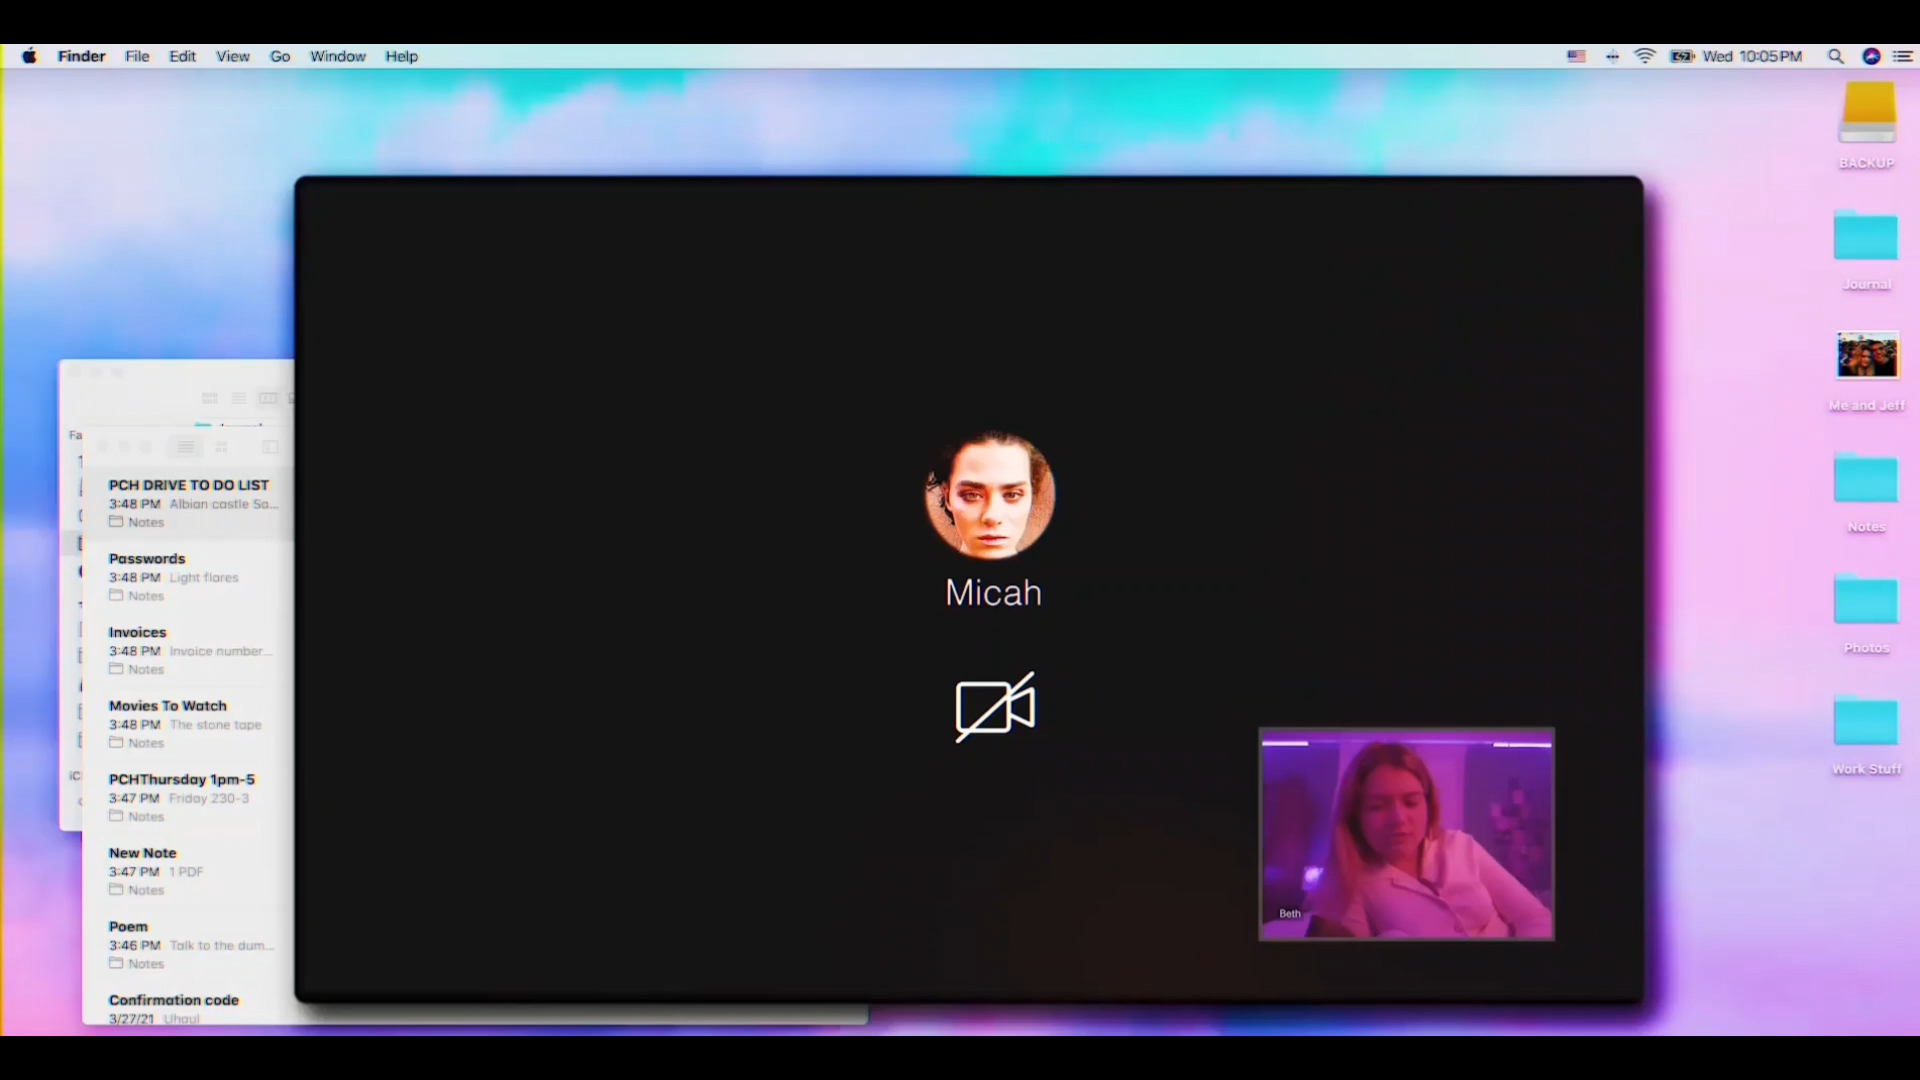 Finder File Edit View Go Window Help
Wed 10:05 PM
BACKUP
Journal
Me and Jeff
Notes
Photos
Work Stuff
PCH DRIVE TO DO LIST
3:48 PM Albian castle Sa...
Notes
Passwords
3:48 PM Light flares
Notes
Invoices
3:48 PM Invoice number...
Notes
Movies To Watch
3:48 PM The stone tape
Notes
PCHThursday 1pm-5
3:47 PM Friday 230-3
Notes
New Note
3:47 PM 1 PDF
Notes
Poem
3:46 PM Talk to the dum...
Notes
Confirmation code
3/27/21 Uhaul
Micah
Beth